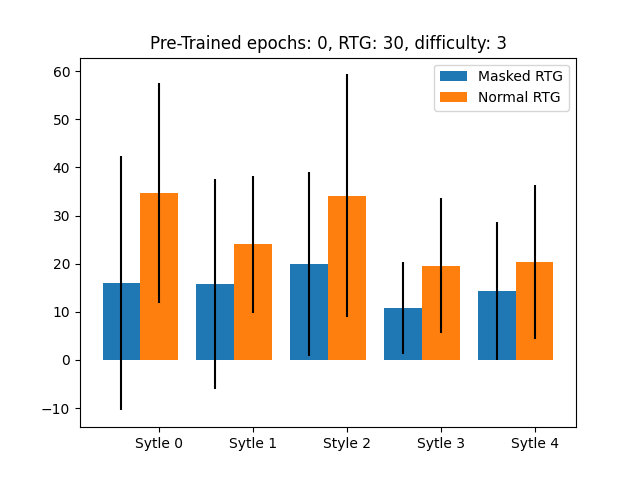 Pre-Trained epochs: 0, RTG: 30, difficulty: 3
Masked RTG
Normal RTG
60
50
40
30
20
10
0
−10
Sytle 0
Sytle 1
Style 2
Sytle 3
Sytle 4